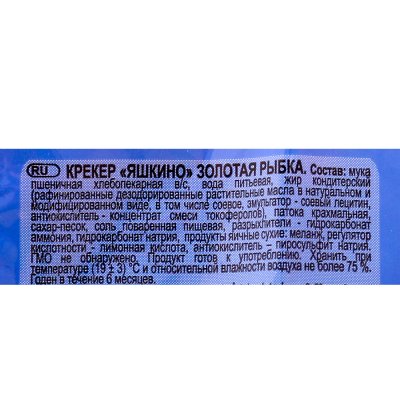 RU КРЕКЕР «ЯШКИНО» ЗОЛОТАЯ РЫБКА. Состав: мука
пшеничная хлебопекарная в/с, вода питьевая, жир кондитерский
(рафинированные дезодорированные растительные масла в натуральном и
модифицированном виде, в том числе соевое, эмульгатор - соевый лецитин,
антиокислитель - концентрат смеси токоферолов), патока крахмальная,
сахар-песок, соль поваренная пищевая, разрыхлители - гидрокарбонат
аммония, гидрокарбонат натрия, продукты яичные сухие: меланж, регулятор
кислотности - лимонная кислота, антиокислитель – пиросульфит натрия.
ГМО не обнаружено. Продукт готов к употреблению. Хранить при
температуре (19 ± 3) °С и относительной влажности воздуха не более 75 %.
Годен в течение 6 месяцев.